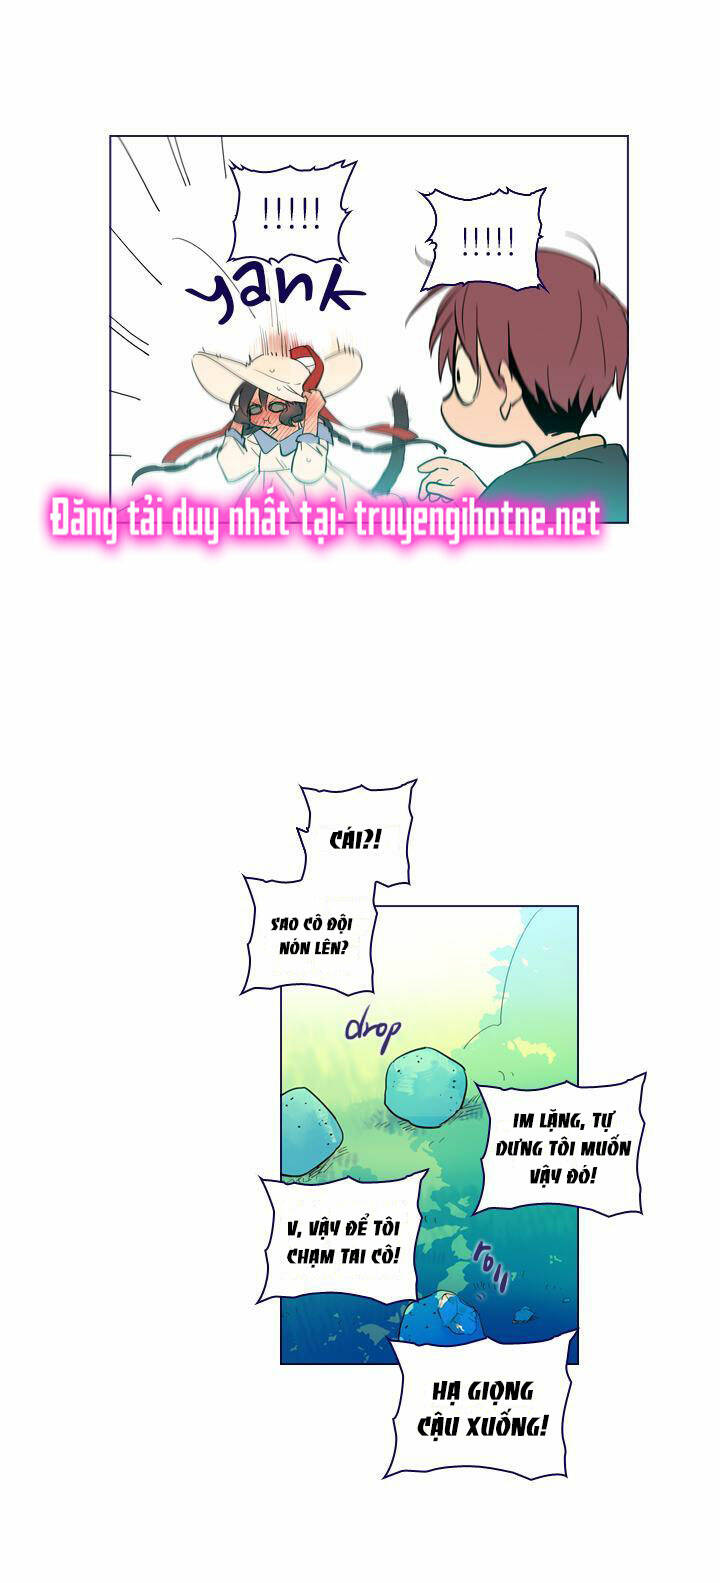 !!!!!
!!!!!
yank
Đăng tải duy nhất tại: truyengihotne.net
CÁI?!
SAO CÔ ĐỘI
NÓN LÊN?
drop
IM LẶNG, TỰ
DƯNG TÔI MUỐN
VẬY ĐÓ!
V, VẬY ĐỂ TÔI
CHẠM TAI CÔ!
roll
HẠ GIỌNG
CẬU XUỐNG!